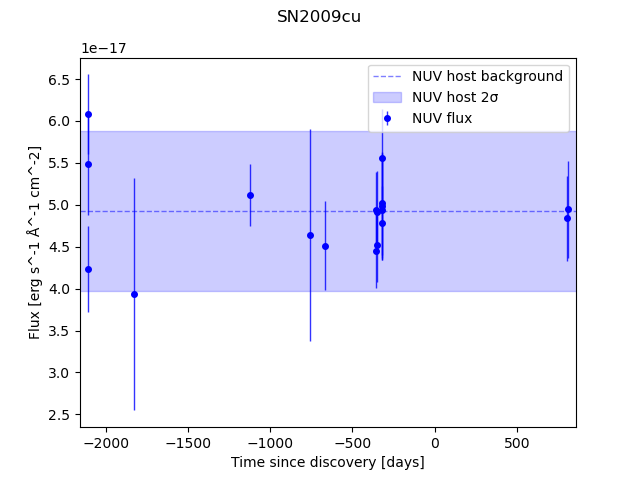 SN2009cu
1e−17
NUV host background
NUV host 2σ
NUV flux
6.5
6.0
5.5
5.0
4.5
4.0
3.5
3.0
2.5
Flux [erg s^-1 Å^-1 cm^-2]
−2000 −1500 −1000 −500 0 500
Time since discovery [days]